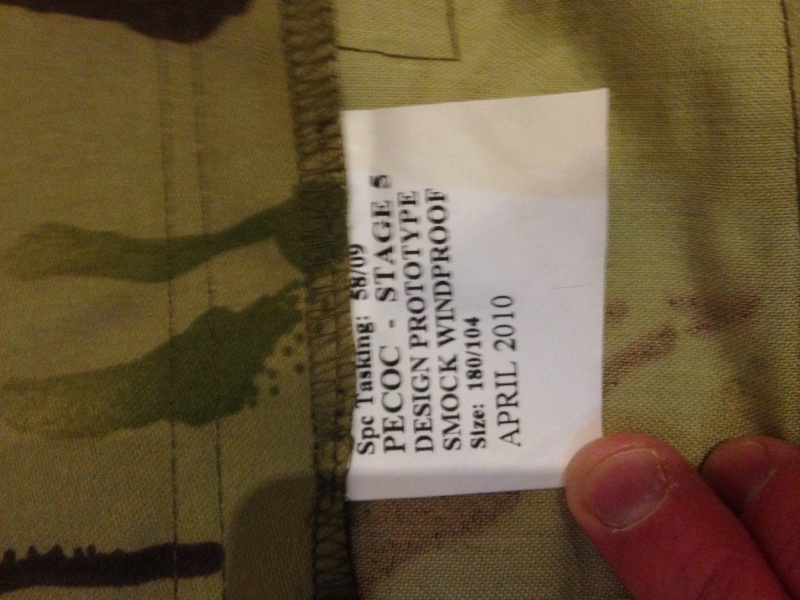 Spc Tasking: 58/09
PECOC - STAGE 5
DESIGN PROTOTYPE
SMOCK WINDPROOF
Size: 180/104
APRIL 2010